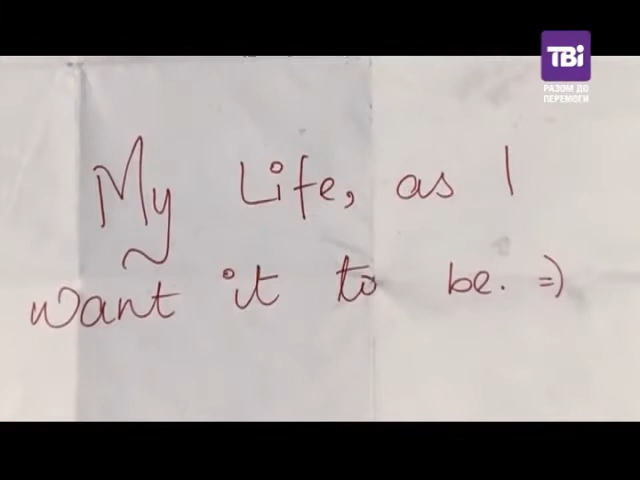 ТВі
РАЗОМ ДО
ПЕРЕМОГИ
My Life, as I
want it to be. =)